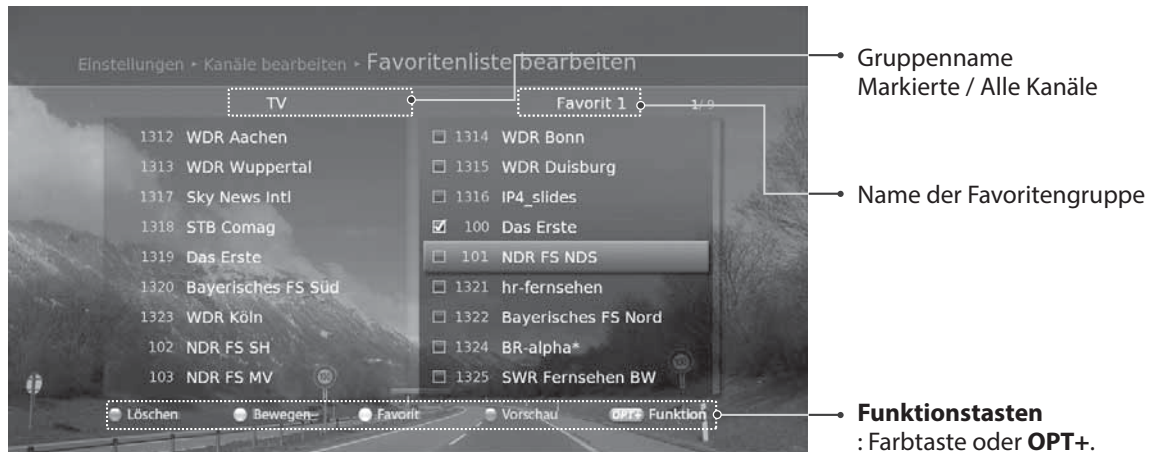 Einstellungen • Kanäle bearbeiten • Favoritenliste bearbeiten
TV
Favorit 1
1/ 9
1312 WDR Aachen
1313 WDR Wuppertal
1317 Sky News Intl
1318 STB Comag
1319 Das Erste
1320 Bayerisches FS Süd
1323 WDR Köln
102 NDR FS SH
103 NDR FS MV
1314 WDR Bonn
1315 WDR Duisburg
1316 IP4_slides
100 Das Erste
101 NDR FS NDS
1321 hr-fernsehen
1322 Bayerisches FS Nord
1324 BR-alpha*
1325 SWR Fernsehen BW
Löschen Bewegen Favorit Vorschau OPT+ Funktion
Gruppenname
Markierte / Alle Kanäle
Name der Favoritengruppe
Funktionstasten
: Farbtaste oder OPT+.